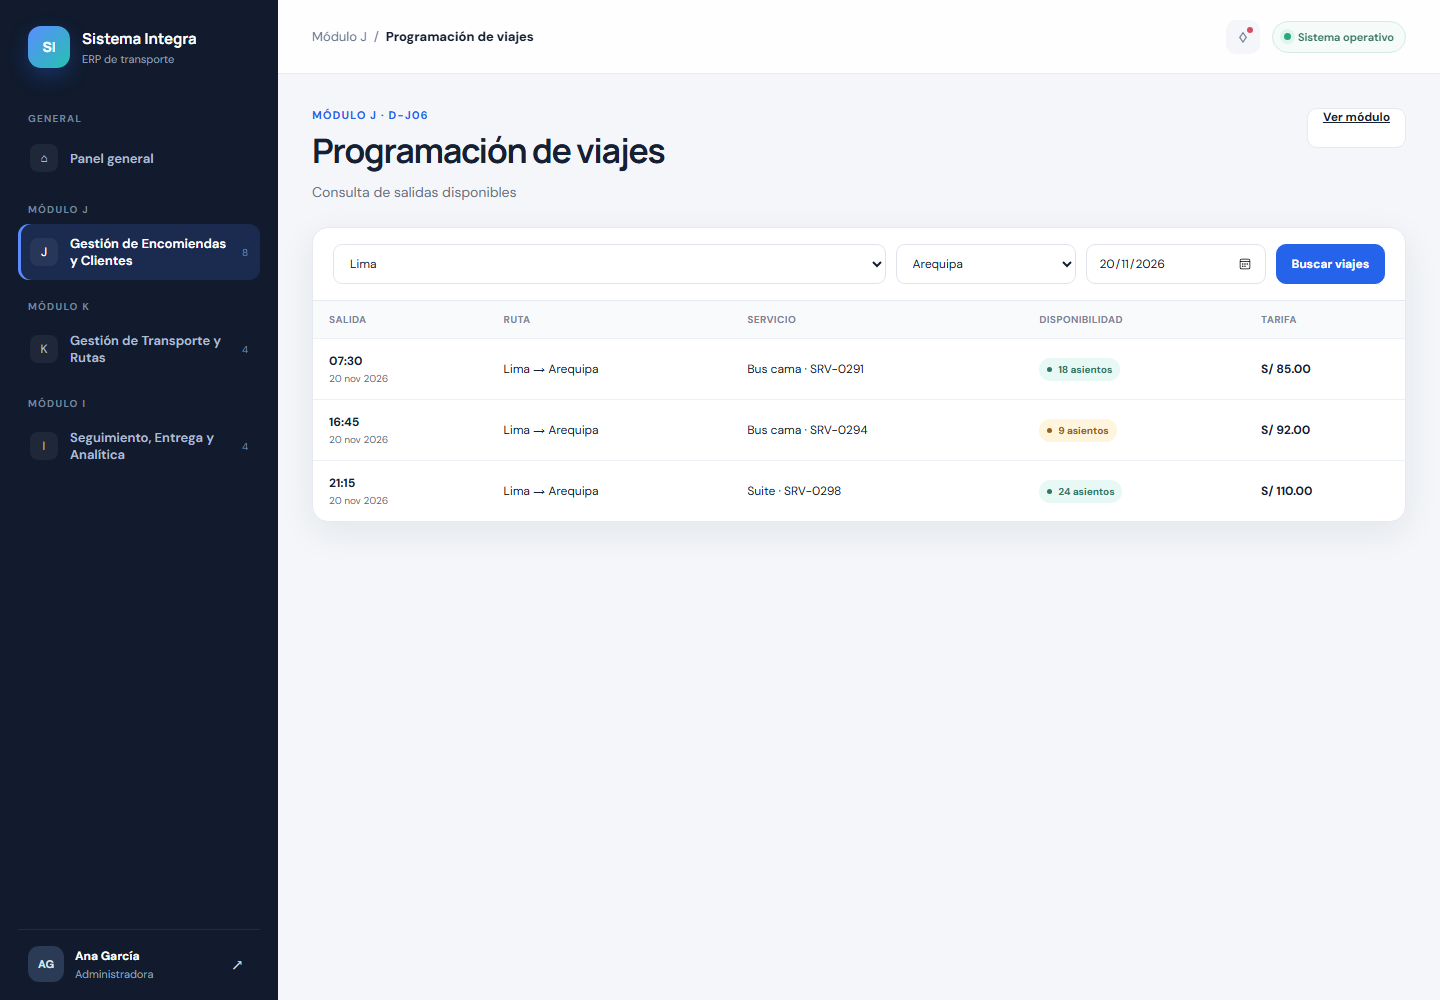 SI
Sistema Integra
ERP de transporte
GENERAL
Panel general
MÓDULO J
J
Gestión de Encomiendas y Clientes
8
MÓDULO K
K
Gestión de Transporte y Rutas
4
MÓDULO I
I
Seguimiento, Entrega y Analítica
4
AG
Ana García
Administradora
Módulo J / Programación de viajes
Sistema operativo
MÓDULO J · D-J06
Programación de viajes
Consulta de salidas disponibles
Ver módulo
Lima
Arequipa
20/11/2026
Buscar viajes
SALIDA RUTA SERVICIO DISPONIBILIDAD TARIFA
07:30
20 nov 2026
Lima → Arequipa
Bus cama · SRV-0291
18 asientos
S/ 85.00
16:45
20 nov 2026
Lima → Arequipa
Bus cama · SRV-0294
9 asientos
S/ 92.00
21:15
20 nov 2026
Lima → Arequipa
Suite · SRV-0298
24 asientos
S/ 110.00